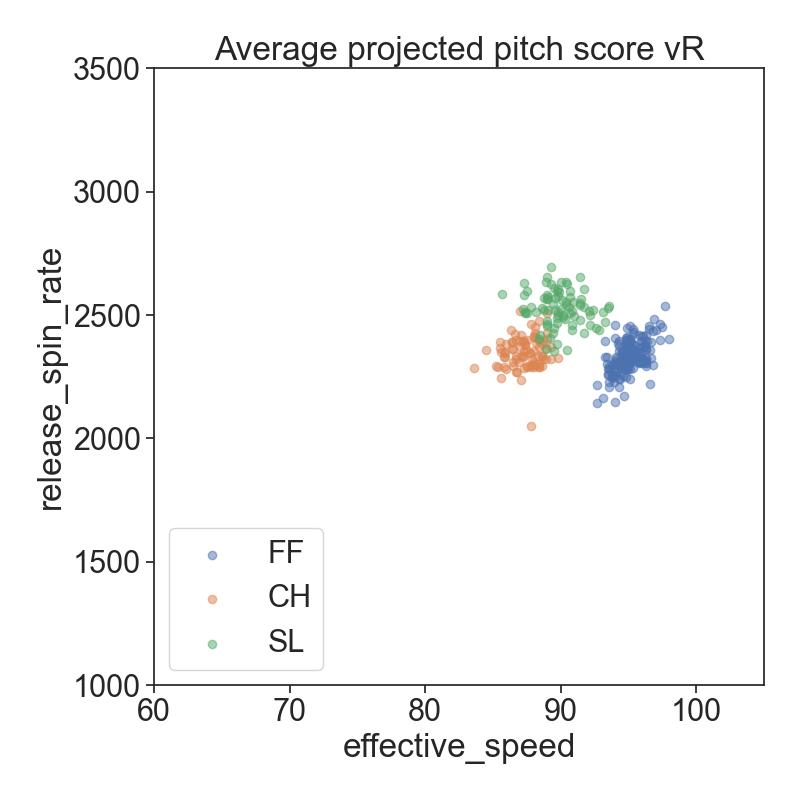 Average projected pitch score vR
3500
3000
2500
2000
1500
1000
release_spin_rate
FF
CH
SL
60 70 80 90 100
effective_speed